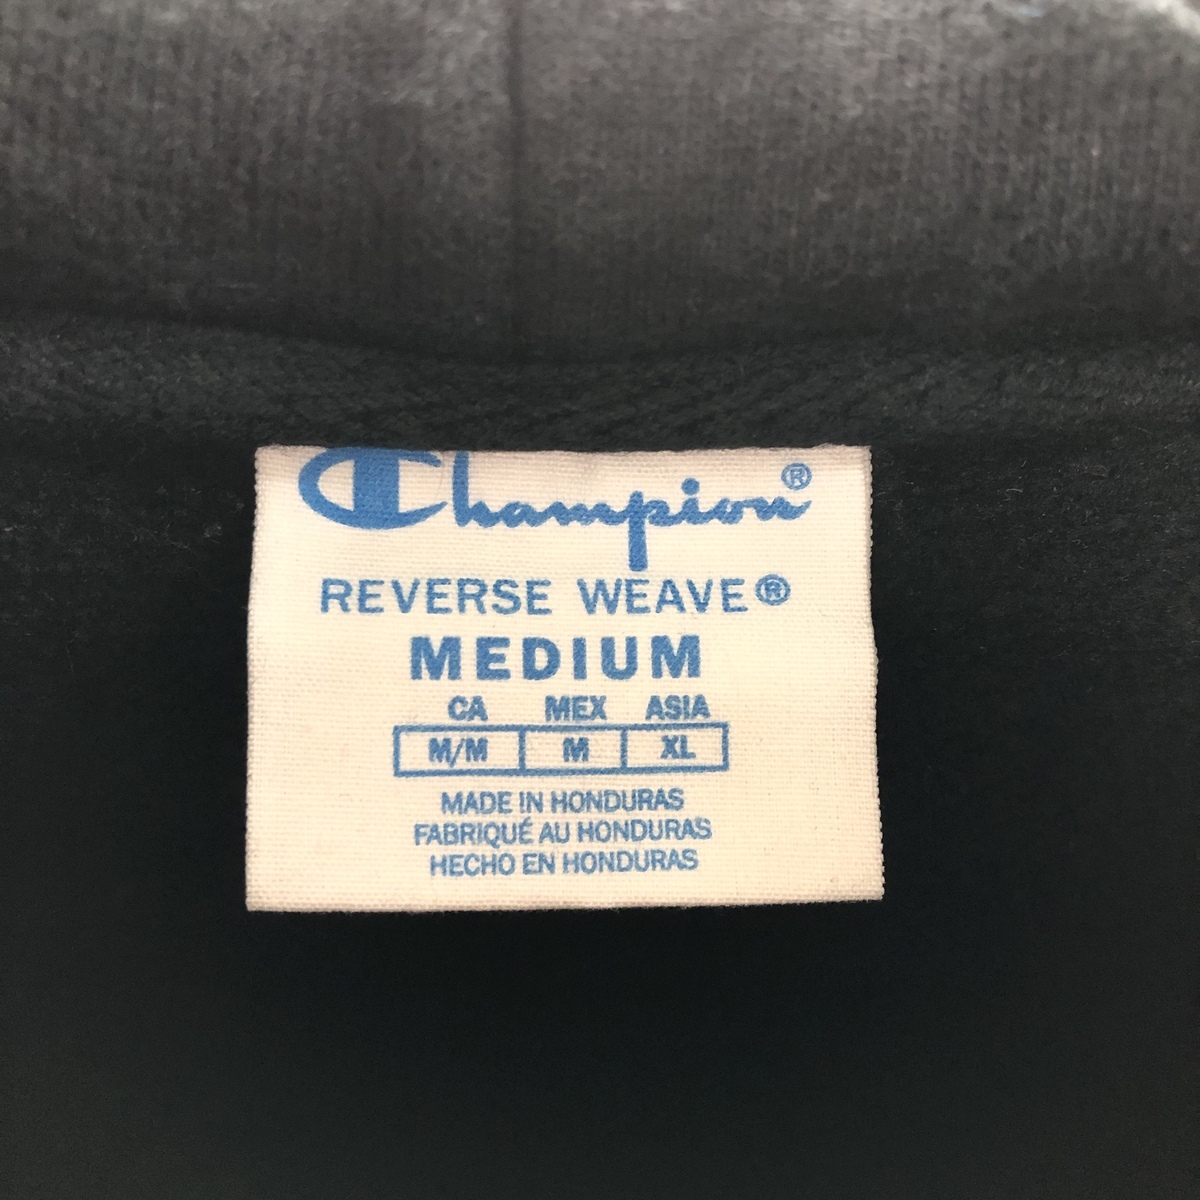 Champion®
REVERSE WEAVE®
MEDIUM
CA MEX ASIA
M/M M XL
MADE IN HONDURAS
FABRIQUÉ AU HONDURAS
HECHO EN HONDURAS